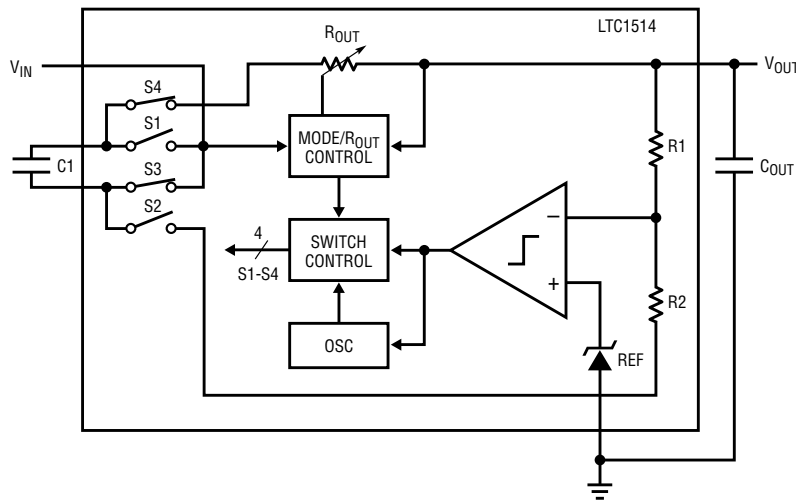 LTC1514
ROUT
VIN
VOUT
S4
S1
C1
S3
S2
MODE/ROUT
CONTROL
R1
COUT
4
S1-S4
SWITCH
CONTROL
−
+
R2
OSC
REF